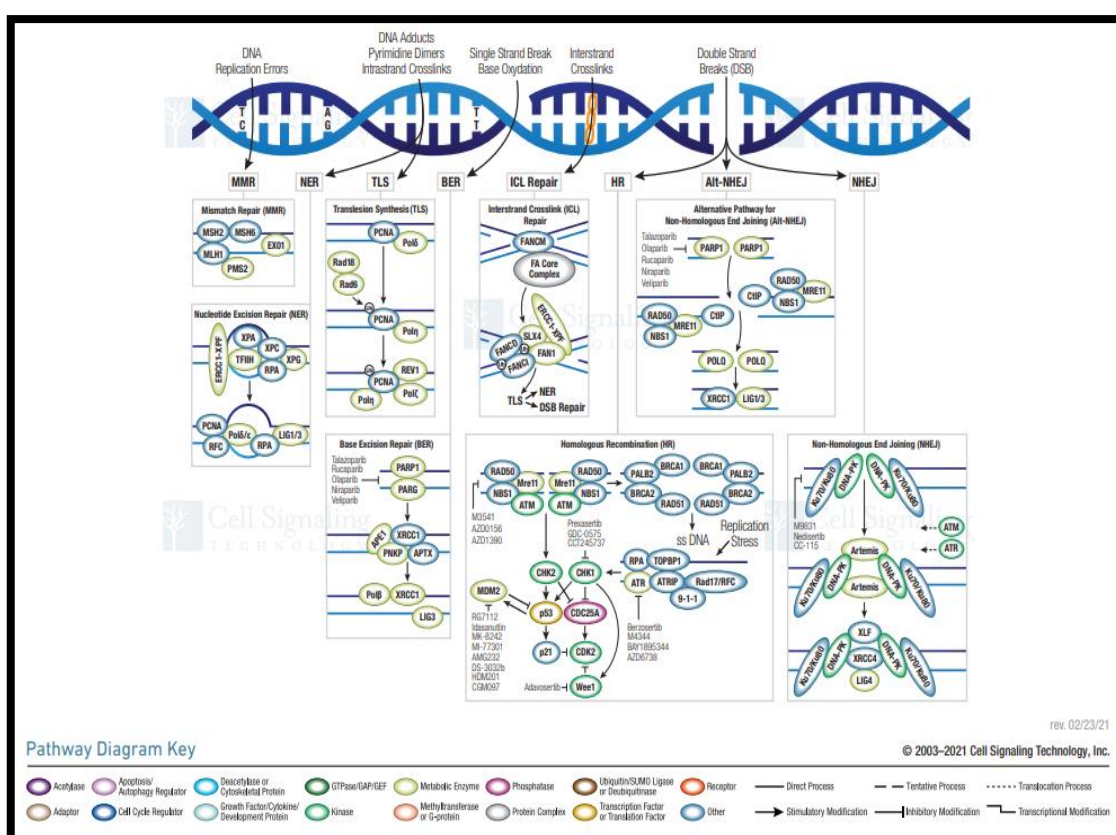 DNA
Replication Errors
DNA Adducts
Pyrimidine Dimers
Intrastrand Crosslinks
Single Strand Break
Base Oxydation
Interstrand
Crosslinks
Double Strand
Breaks (DSB)
T
C
A
G
T T
MMR
NER
TLS
BER
ICL Repair
HR
Alt-NHEJ
NHEJ
Mismatch Repair (MMR)
MSH2
MSH6
EXO1
MLH1
PMS2
Nucleotide Excision Repair (NER)
ERCC1-XPF
XPA
XPC
TFIIH
RPA
XPG
PCNA
RFC
Polδ/ε
RPA
LIG1/3
Translesion Synthesis (TLS)
PCNA
Polδ
Rad18
Rad6
Ub
PCNA
Polη
Ub
PCNA
REV1
Polη
Polζ
Base Excision Repair (BER)
Talazoparib
Rucaparib
Olaparib
Niraparib
Veliparib
PARP1
PARG
APE1
XRCC1
PNKP
APTX
Polβ
XRCC1
LIG3
Interstrand Crosslink (ICL)
Repair
FANCM
FA Core
Complex
ERCC1-XPF
SLX4
FANCD
Ub
FAN1
Ub
FANCI
TLS
NER
DSB Repair
Alternative Pathway for
Non-Homologous End Joining (Alt-NHEJ)
Talazoparib
Olaparib
Rucaparib
Niraparib
Veliparib
PARP1
PARP1
RAD50
MRE11
NBS1
CtIP
RAD50
MRE11
NBS1
CtIP
POLQ
POLQ
XRCC1
LIG1/3
Homologous Recombination (HR)
RAD50
Mre11
NBS1
ATM
RAD50
Mre11
NBS1
ATM
PALB2
BRCA1
BRCA2
RAD51
BRCA1
PALB2
RAD51
BRCA2
M3541
AZD0156
AZD1390
Prexasertib
GDC-0575
CCT245737
ss DNA
Replication
Stress
RPA
TOPBP1
ATR
ATRIP
Rad17/RFC
9-1-1
CHK2
CHK1
MDM2
p53
CDC25A
p21
CDK2
Adavosertib
Wee1
RG7112
Idasanutlin
MK-8242
MI-77301
AMG232
DS-3032b
HDM201
CGM097
Berzosertib
M4344
BAY1895344
AZD6738
Non-Homologous End Joining (NHEJ)
Ku70/Ku80
DNA-PK
DNA-PK
Ku70/Ku80
M9831
Nedisertib
CC-115
ATM
ATR
Artemis
Ku70/Ku80
DNA-PK
Artemis
DNA-PK
Ku70/Ku80
XLF
Ku70/Ku80
DNA-PK
XRCC4
DNA-PK
Ku70/Ku80
LIG4
Cell Signaling
TECHNOLOGY
rev. 02/23/21
Pathway Diagram Key
© 2003–2021 Cell Signaling Technology, Inc.
Acetylase
Apoptosis/
Autophagy Regulator
Deacetylase or
Cytoskeletal Protein
GTPase/GAP/GEF
Metabolic Enzyme
Phosphatase
Ubiquitin/SUMO Ligase
or Deubiquitinase
Receptor
Direct Process
Tentative Process
Translocation Process
Adaptor
Cell Cycle Regulator
Growth Factor/Cytokine/
Development Protein
Kinase
Methyltransferase
or G-protein
Protein Complex
Transcription Factor
or Translation Factor
Other
Stimulatory Modification
Inhibitory Modification
Transcriptional Modification